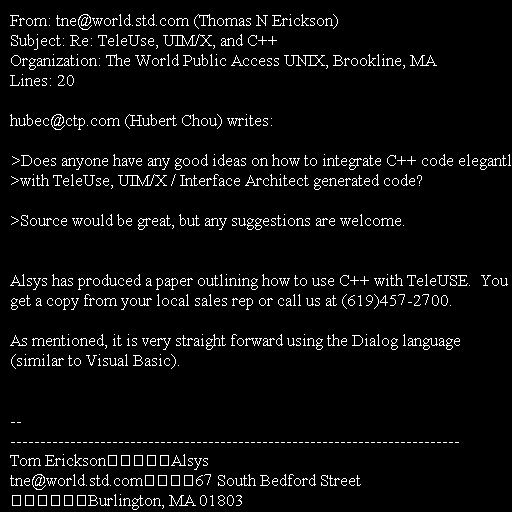 From: tne@world.std.com (Thomas N Erickson)
Subject: Re: TeleUse, UIM/X, and C++
Organization: The World Public Access UNIX, Brookline, MA
Lines: 20
hubec@ctp.com (Hubert Chou) writes:
>Does anyone have any good ideas on how to integrate C++ code elegantl
>with TeleUse, UIM/X / Interface Architect generated code?
>Source would be great, but any suggestions are welcome.
Alsys has produced a paper outlining how to use C++ with TeleUSE.  You
get a copy from your local sales rep or call us at (619)457-2700.
As mentioned, it is very straight forward using the Dialog language
(similar to Visual Basic).
--
---------------------------------------------------------------------------
Tom Erickson□□□□□Alsys
tne@world.std.com□□□□67 South Bedford Street
□□□□□□Burlington, MA 01803